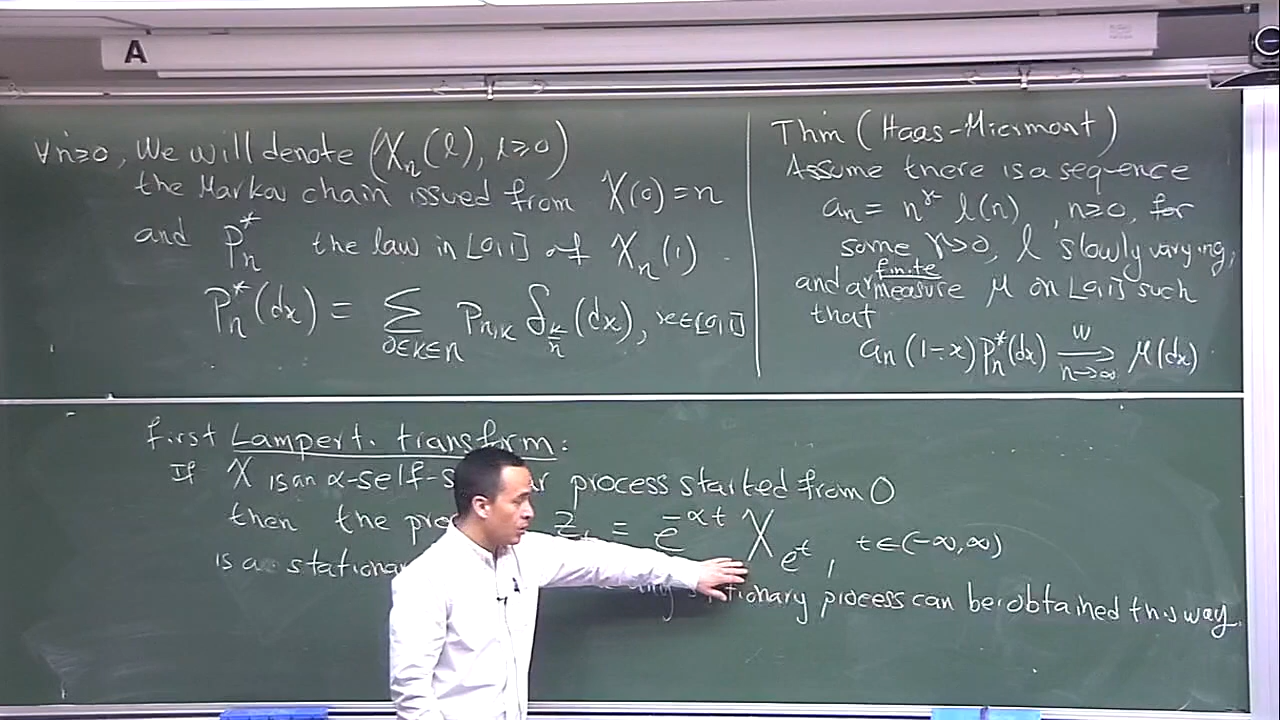 A
∀n≥0, We will denote (X_n(l), l≥0)
the Markov chain issued from X(0)=n
and P_n^* the law in [0,1] of X_n(1).
P_n^*(dx) = Σ_{0≤k≤n} P_{n,k} δ_{k/n}(dx), x∈[0,1]
Thm (Haas-Miermont)
Assume there is a sequence
a_n = n^γ l(n), n≥0, for
some γ>0, l slowly varying,
finite
and a measure μ on [0,1] such
that
a_n (1-x) P_n^*(dx) →^w_{n→∞} μ(dx)
first Lampert. transform:
If X is an α-self-s process started from 0
then the pro Z_t = e^{-αt} X_{e^t}, t∈(-∞,∞)
is a stationar any stationary process can be obtained this way.